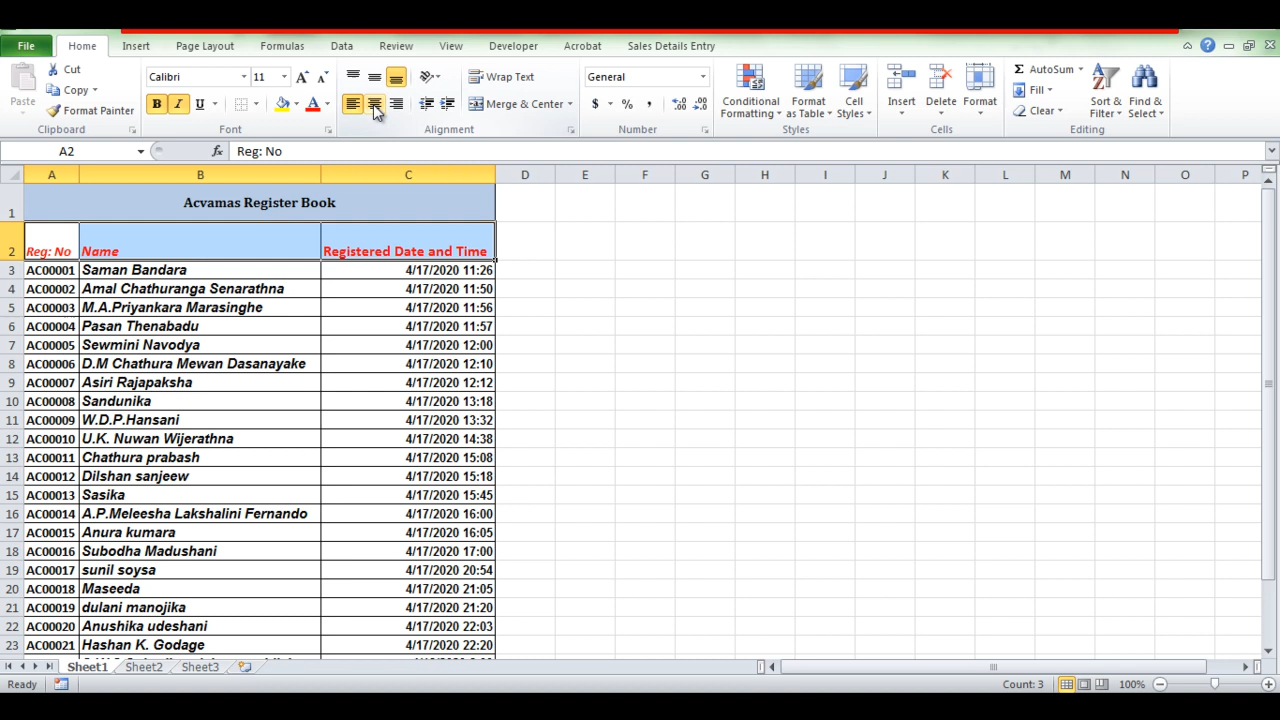 File Home Insert Page Layout Formulas Data Review View Developer Acrobat Sales Details Entry
Paste Cut Copy Format Painter Clipboard
Calibri 11 B I U A Font
Wrap Text Merge & Center Alignment
General $ % , Number
Conditional Formatting Format as Table Cell Styles Styles
Insert Delete Format Cells
AutoSum Fill Clear Sort & Filter Find & Select Editing
A2 fx Reg: No
A B C D E F G H I J K L M N O P
1 Acvamas Register Book
2 Reg: No Name Registered Date and Time
3 AC00001 Saman Bandara 4/17/2020 11:26
4 AC00002 Amal Chathuranga Senarathna 4/17/2020 11:50
5 AC00003 M.A.Priyankara Marasinghe 4/17/2020 11:56
6 AC00004 Pasan Thenabadu 4/17/2020 11:57
7 AC00005 Sewmini Navodya 4/17/2020 12:00
8 AC00006 D.M Chathura Mewan Dasanayake 4/17/2020 12:10
9 AC00007 Asiri Rajapaksha 4/17/2020 12:12
10 AC00008 Sandunika 4/17/2020 13:18
11 AC00009 W.D.P.Hansani 4/17/2020 13:32
12 AC00010 U.K. Nuwan Wijerathna 4/17/2020 14:38
13 AC00011 Chathura prabash 4/17/2020 15:08
14 AC00012 Dilshan sanjeew 4/17/2020 15:18
15 AC00013 Sasika 4/17/2020 15:45
16 AC00014 A.P.Meleesha Lakshalini Fernando 4/17/2020 16:00
17 AC00015 Anura kumara 4/17/2020 16:05
18 AC00016 Subodha Madushani 4/17/2020 17:00
19 AC00017 sunil soysa 4/17/2020 20:54
20 AC00018 Maseeda 4/17/2020 21:05
21 AC00019 dulani manojika 4/17/2020 21:20
22 AC00020 Anushika udeshani 4/17/2020 22:03
23 AC00021 Hashan K. Godage 4/17/2020 22:20
Sheet1 Sheet2 Sheet3
Ready Count: 3 100%